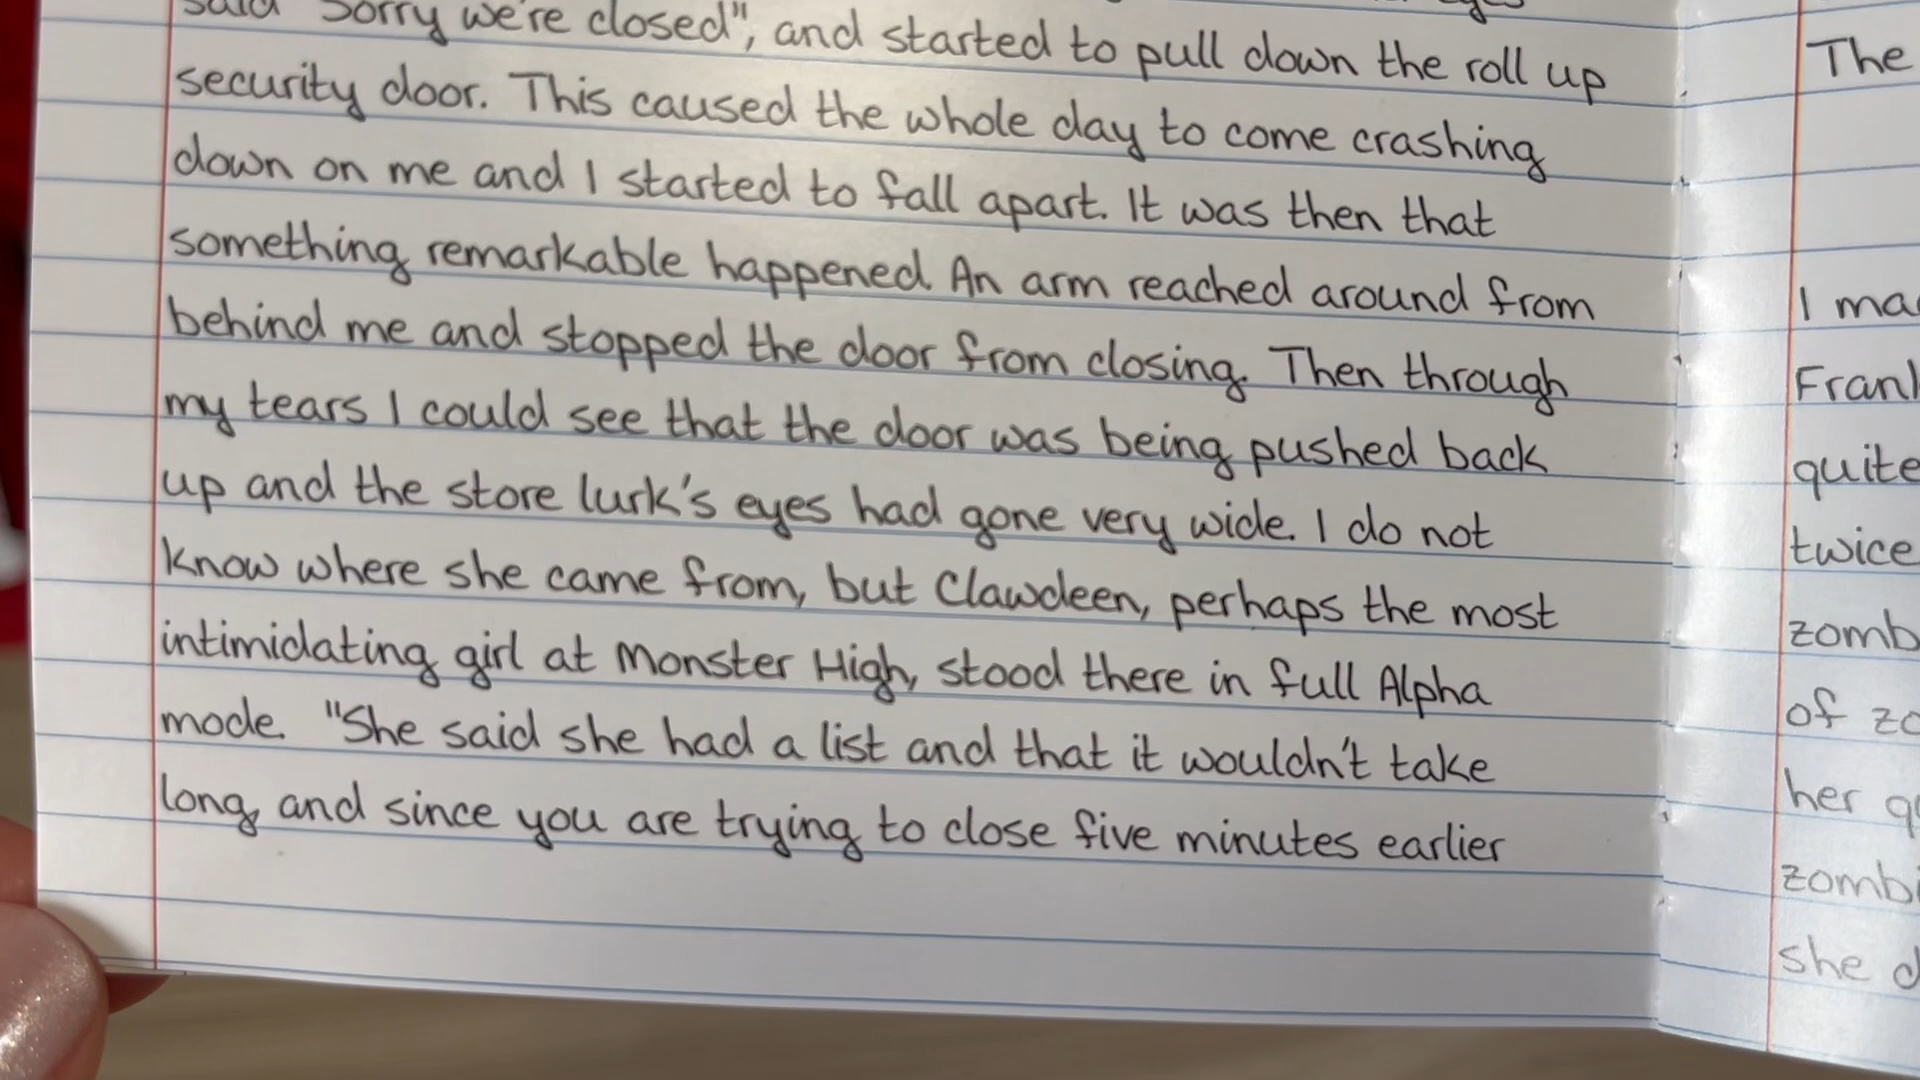 said "Sorry we're closed", and started to pull down the roll up
security door. This caused the whole day to come crashing
down on me and I started to fall apart. It was then that
something remarkable happened. An arm reached around from
behind me and stopped the door from closing. Then through
my tears I could see that the door was being pushed back
up and the store lurk's eyes had gone very wide. I do not
know where she came from, but Clawdeen, perhaps the most
intimidating girl at Monster High, stood there in full Alpha
mode. "She said she had a list and that it wouldn't take
long, and since you are trying to close five minutes earlier
The
I
quite
twice
of
her
she